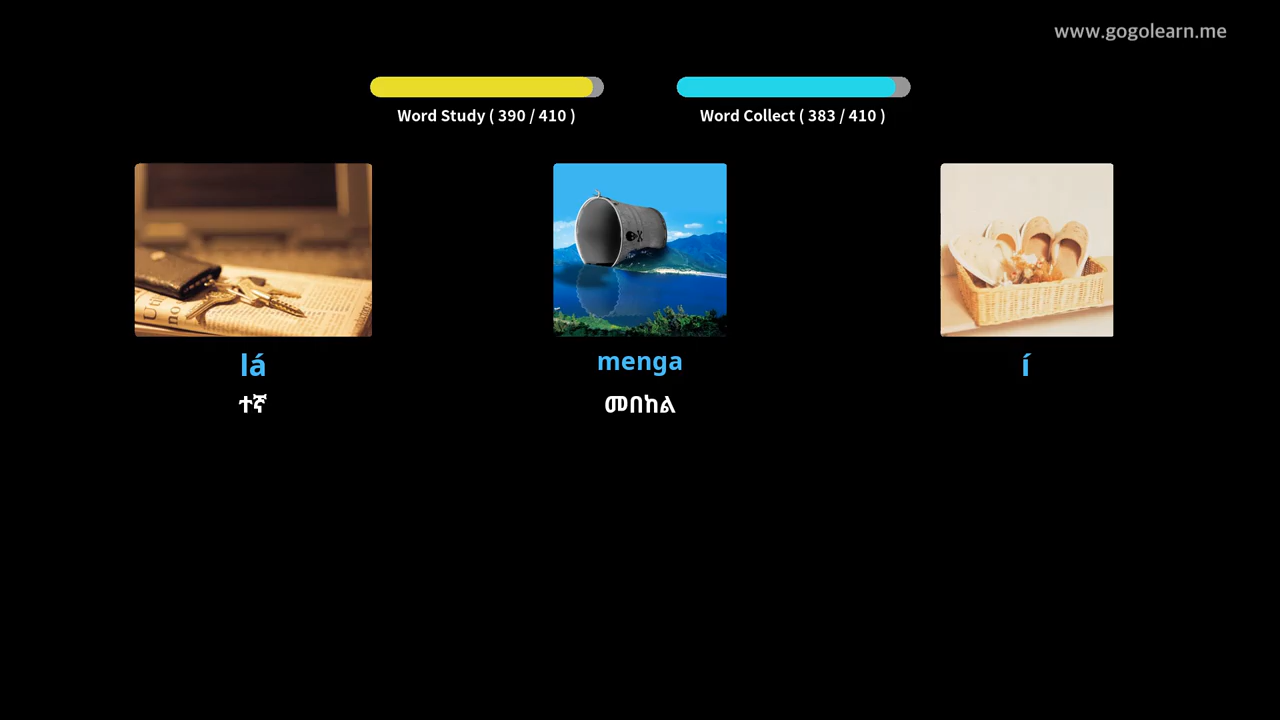 www.gogolearn.me
Word Study ( 390 / 410 )
Word Collect ( 383 / 410 )
lá
menga
í
ተኛ
መበከል